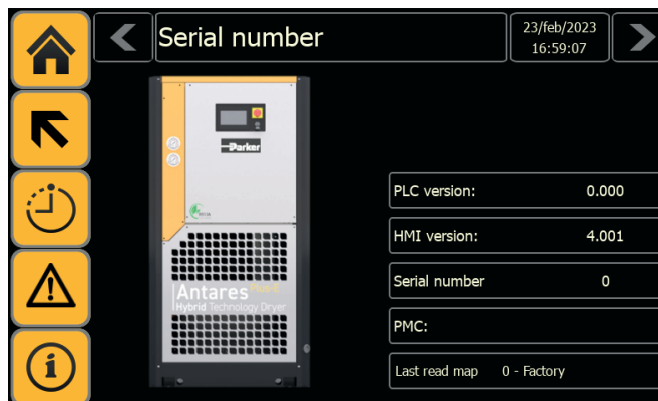 Serial number
23/feb/2023
16:59:07
Parker
Antares Plus-E
Hybrid Technology Dryer
PLC version: 0.000
HMI version: 4.001
Serial number 0
PMC:
Last read map 0 - Factory